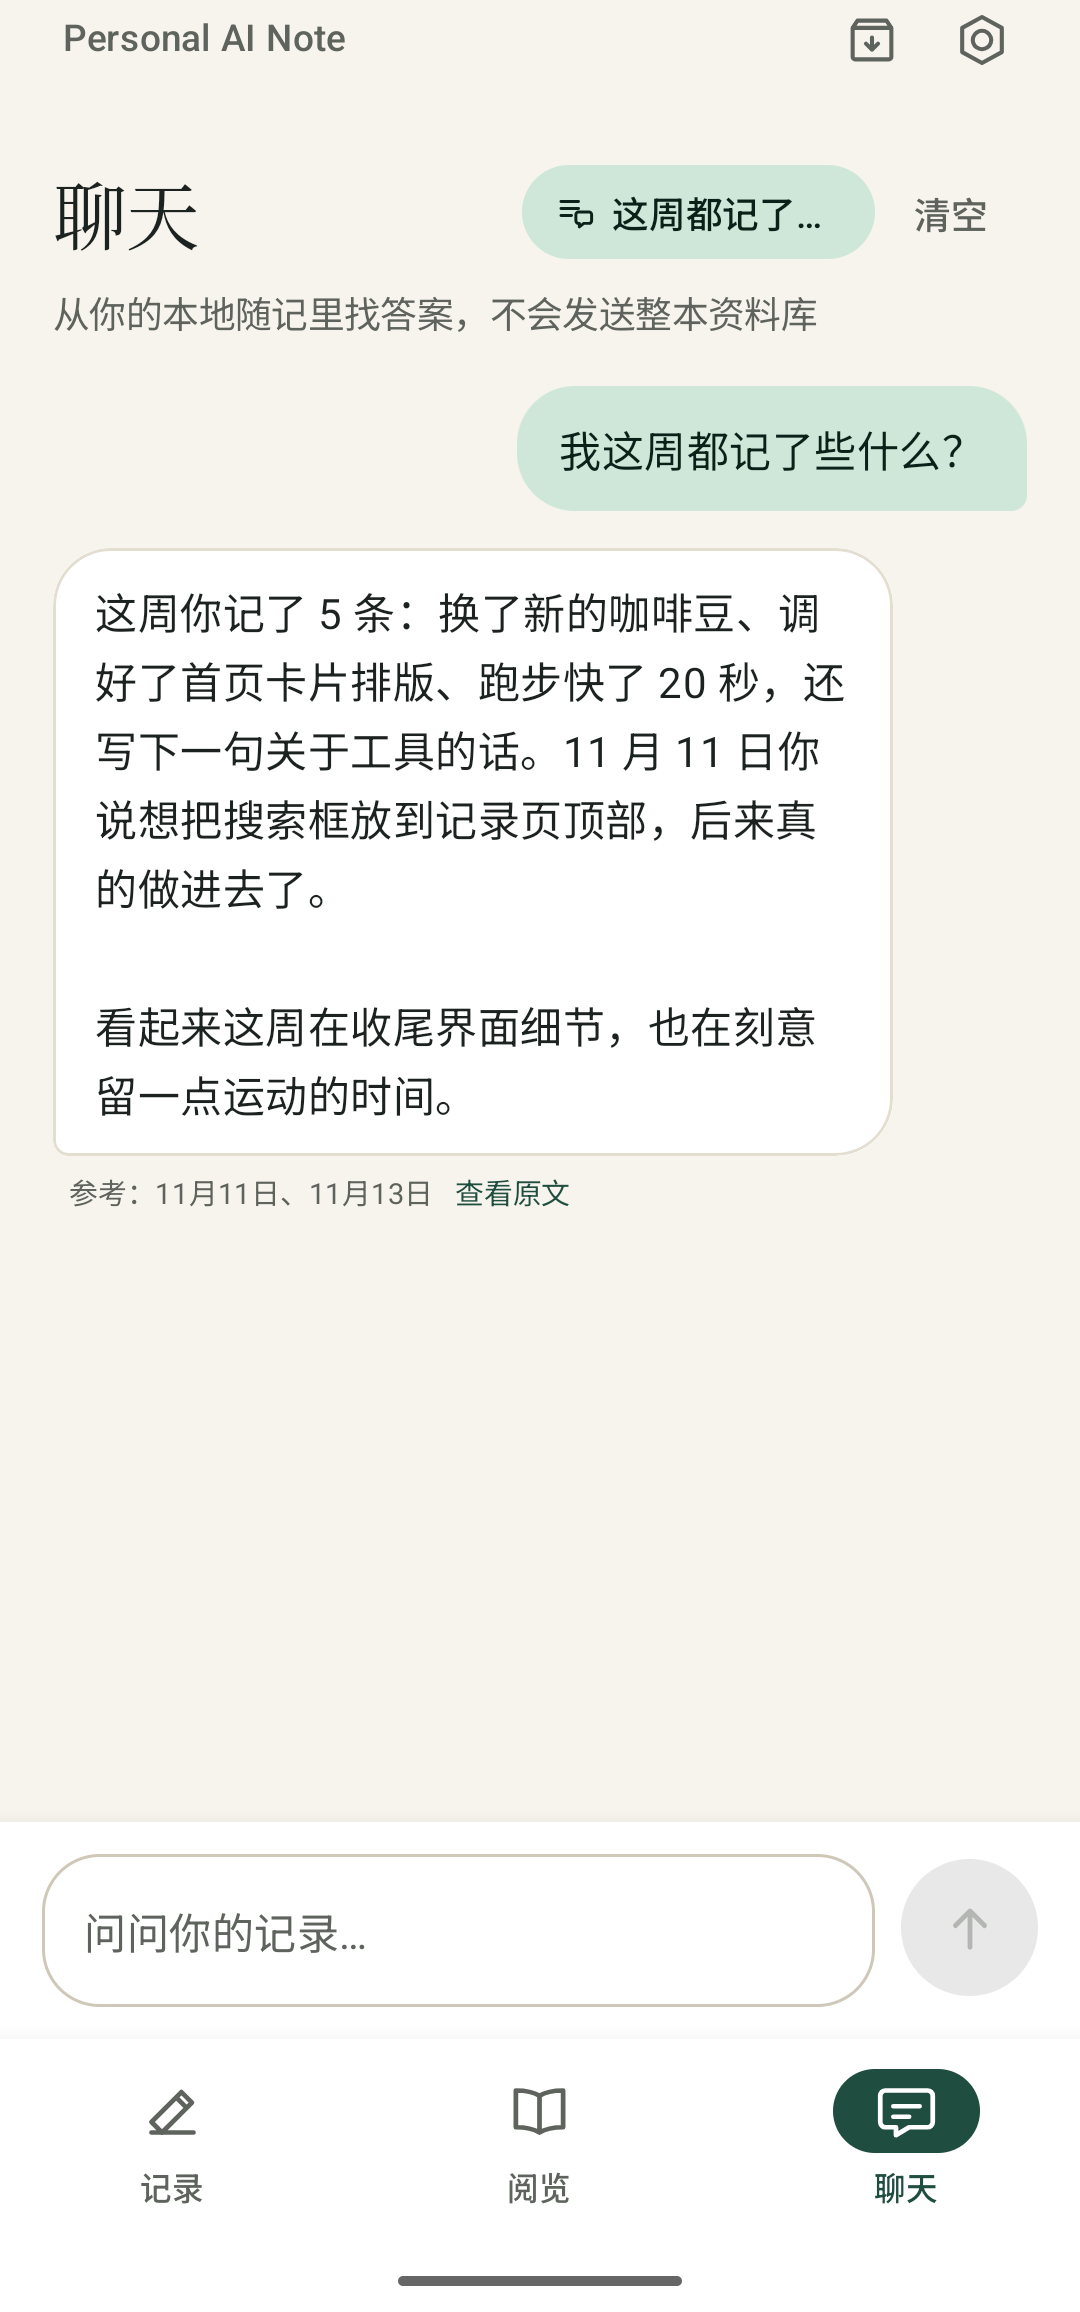 Personal AI Note
聊天
这周都记了…
清空
从你的本地随记里找答案，不会发送整本资料库
我这周都记了些什么？
这周你记了 5 条：换了新的咖啡豆、调
好了首页卡片排版、跑步快了 20 秒，还
写下一句关于工具的话。11 月 11 日你
说想把搜索框放到记录页顶部，后来真
的做进去了。
看起来这周在收尾界面细节，也在刻意
留一点运动的时间。
参考：11月11日、11月13日 查看原文
问问你的记录…
记录
阅览
聊天